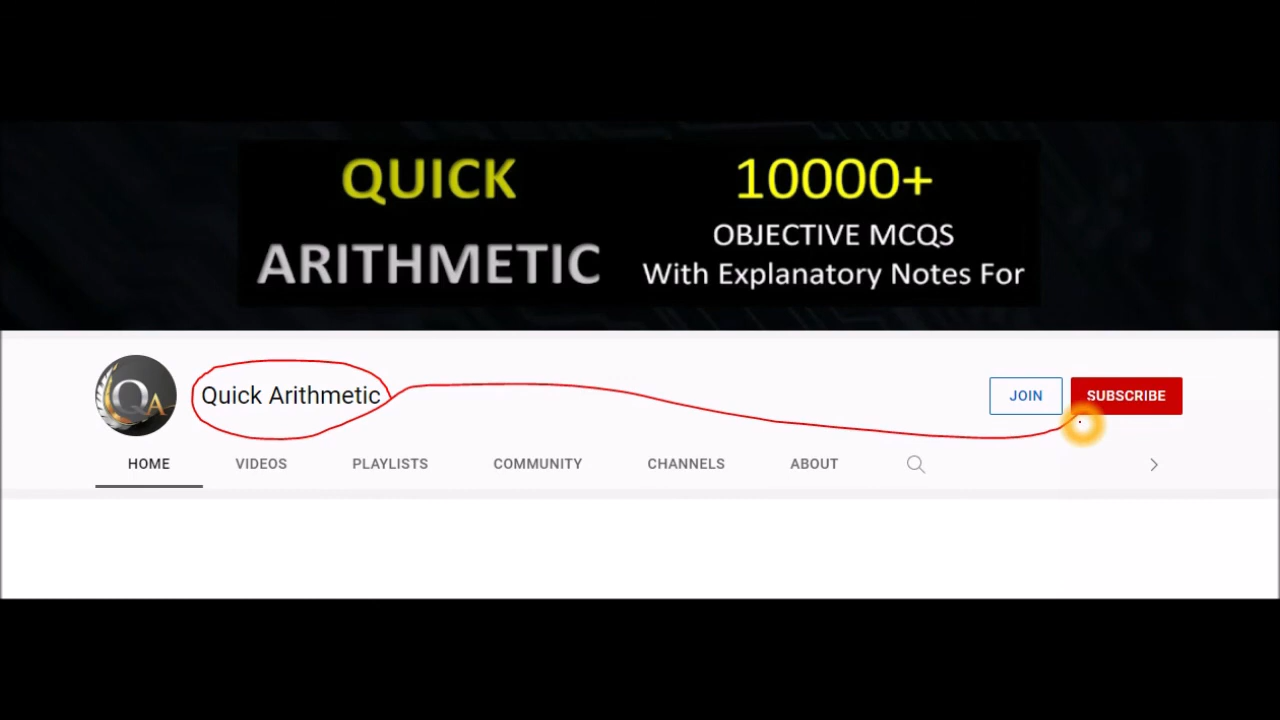 QUICK
ARITHMETIC
10000+
OBJECTIVE MCQS
With Explanatory Notes For
QA
Quick Arithmetic
JOIN
SUBSCRIBE
HOME
VIDEOS
PLAYLISTS
COMMUNITY
CHANNELS
ABOUT